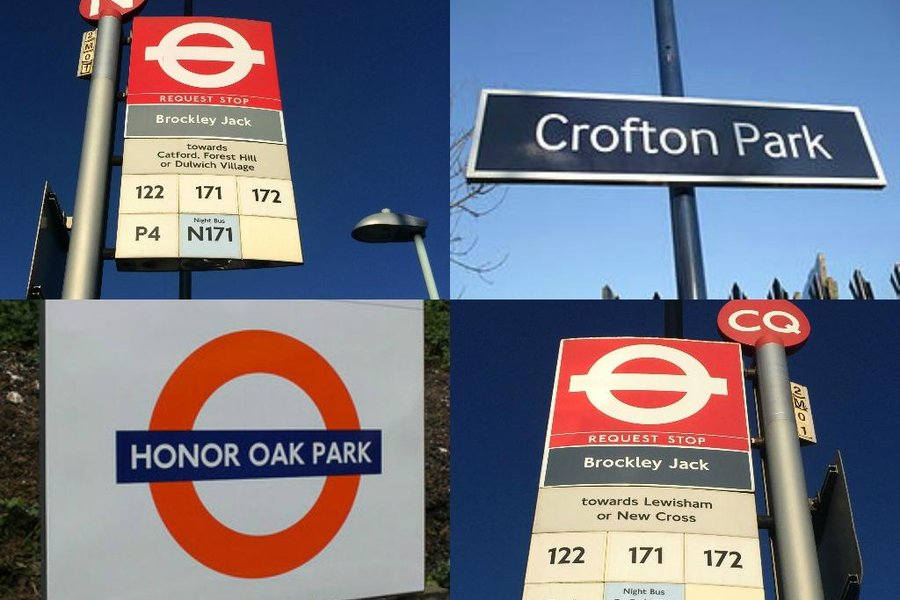 N
2M01
REQUEST STOP
Brockley Jack
towards
Catford, Forest Hill
or Dulwich Village
122 171 172
Night Bus
P4 N171
Crofton Park
HONOR OAK PARK
CQ
2M01
REQUEST STOP
Brockley Jack
towards Lewisham
or New Cross
122 171 172
Night Bus